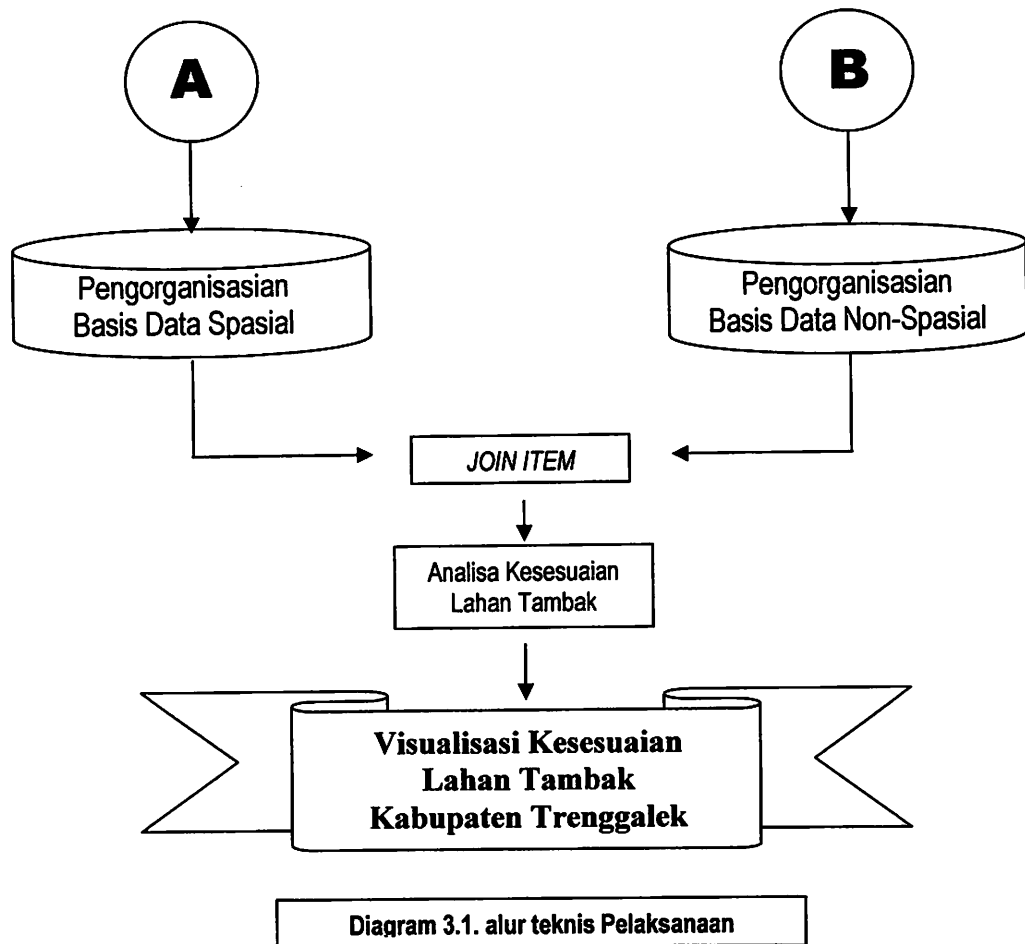 A
B
Pengorganisasian
Basis Data Spasial
Pengorganisasian
Basis Data Non-Spasial
JOIN ITEM
Analisa Kesesuaian
Lahan Tambak
Visualisasi Kesesuaian
Lahan Tambak
Kabupaten Trenggalek
Diagram 3.1. alur teknis Pelaksanaan